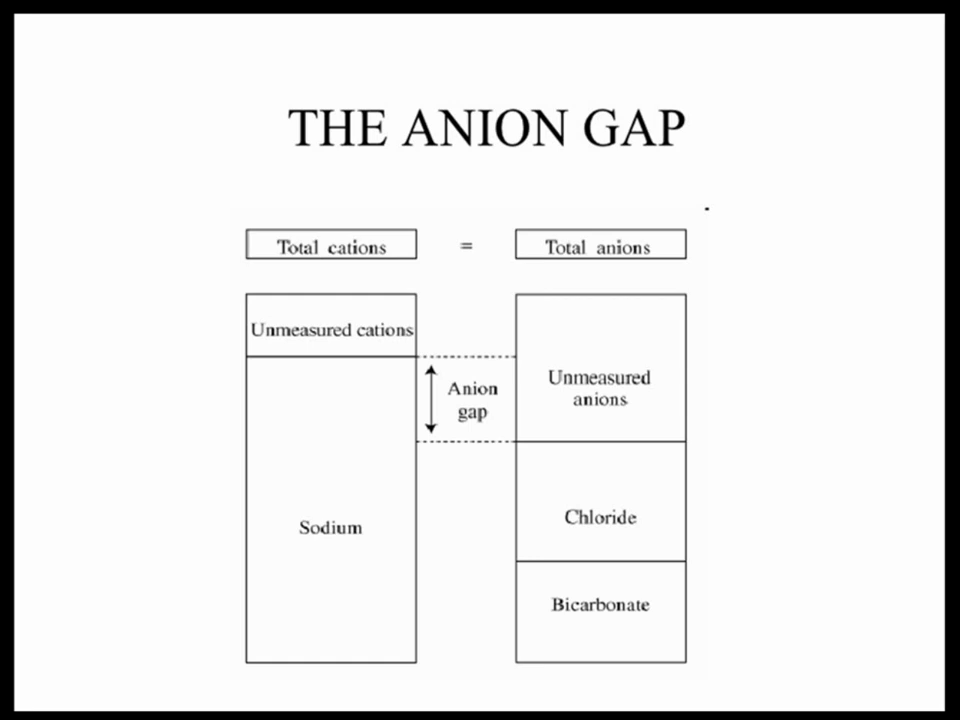 THE ANION GAP
Total cations = Total anions
Unmeasured cations
Anion
gap
Unmeasured
anions
Sodium
Chloride
Bicarbonate